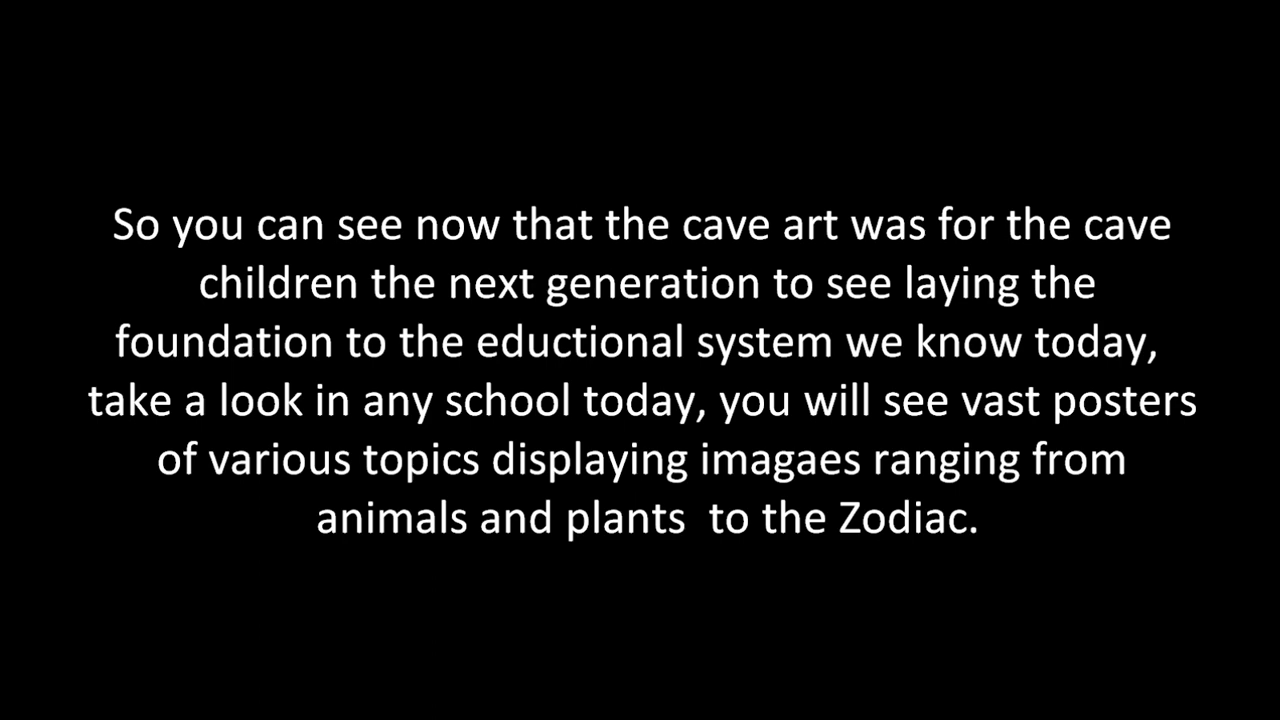 So you can see now that the cave art was for the cave
children the next generation to see laying the
foundation to the eductional system we know today,
take a look in any school today, you will see vast posters
of various topics displaying imagaes ranging from
animals and plants  to the Zodiac.